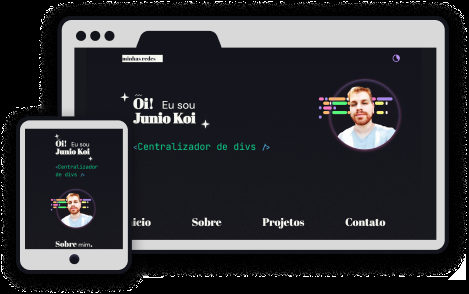 minhas redes
Oi! Eu sou
Junio Koi
<Centralizador de divs />
icio
Sobre
Projetos
Contato
Oi! Eu sou
Junio Koi
<Centralizador
de divs />
Sobre mim.